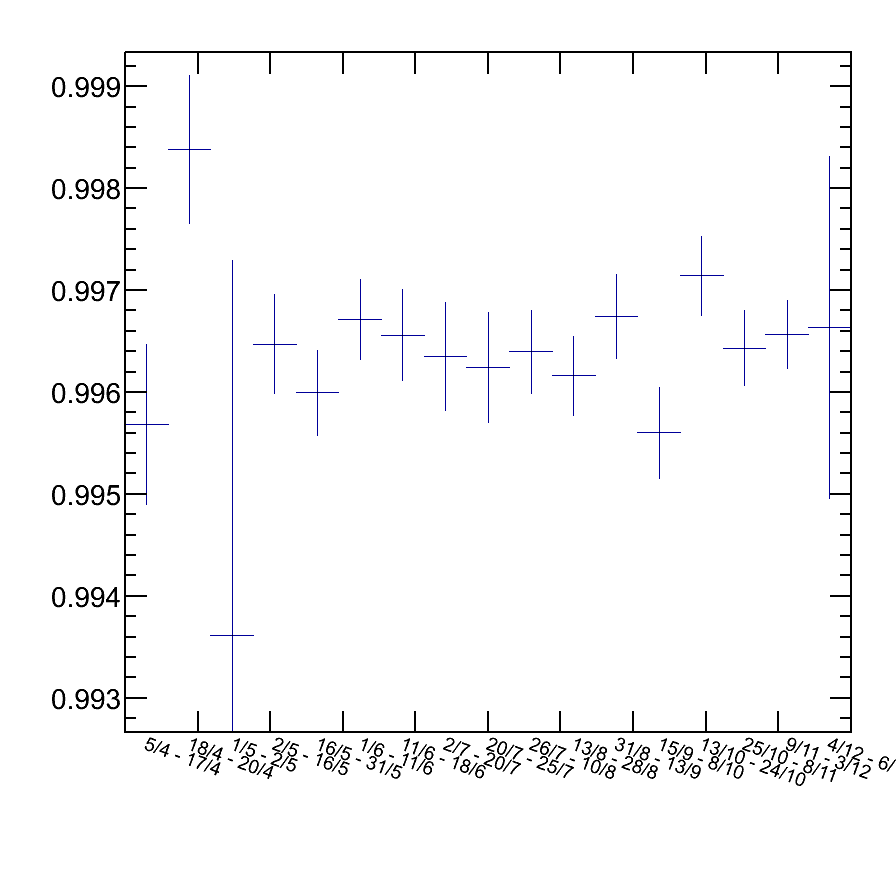 0.999
0.998
0.997
0.996
0.995
0.994
0.993
5/4 - 17/4
18/4 - 20/4
1/5 - 2/5
2/5 - 16/5
16/5 - 31/5
1/6 - 11/6
11/6 - 18/6
2/7 - 20/7
20/7 - 25/7
26/7 - 10/8
13/8 - 28/8
31/8 - 13/9
15/9 - 8/10
13/10 - 24/10
25/10 - 8/11
9/11 - 3/12
4/12 - 6/